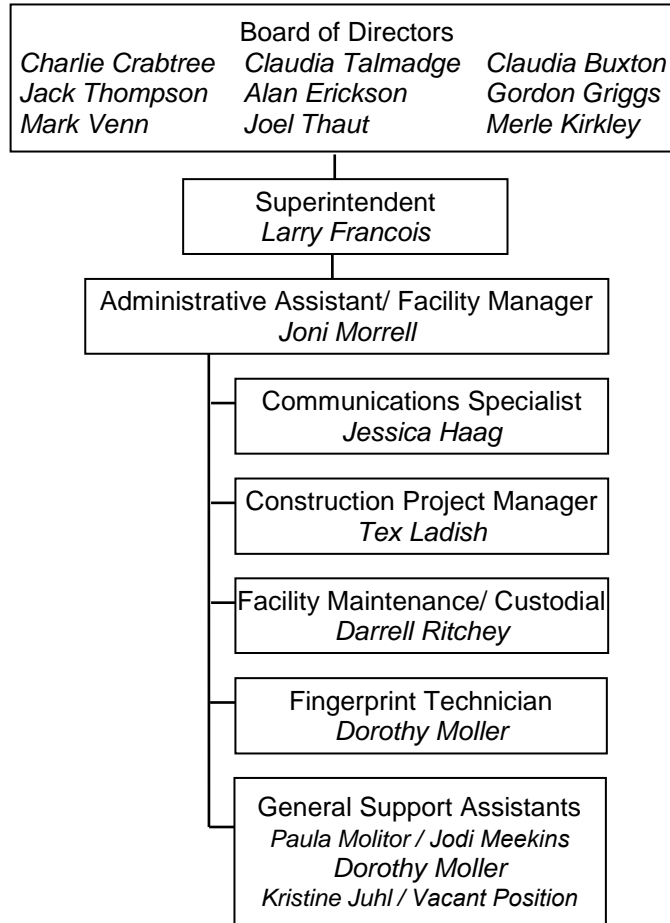 Board of Directors
Charlie Crabtree Claudia Talmadge Claudia Buxton
Jack Thompson Alan Erickson Gordon Griggs
Mark Venn Joel Thaut Merle Kirkley
Superintendent
Larry Francois
Administrative Assistant/ Facility Manager
Joni Morrell
Communications Specialist
Jessica Haag
Construction Project Manager
Tex Ladish
Facility Maintenance/ Custodial
Darrell Ritchey
Fingerprint Technician
Dorothy Moller
General Support Assistants
Paula Molitor / Jodi Meekins
Dorothy Moller
Kristine Juhl / Vacant Position